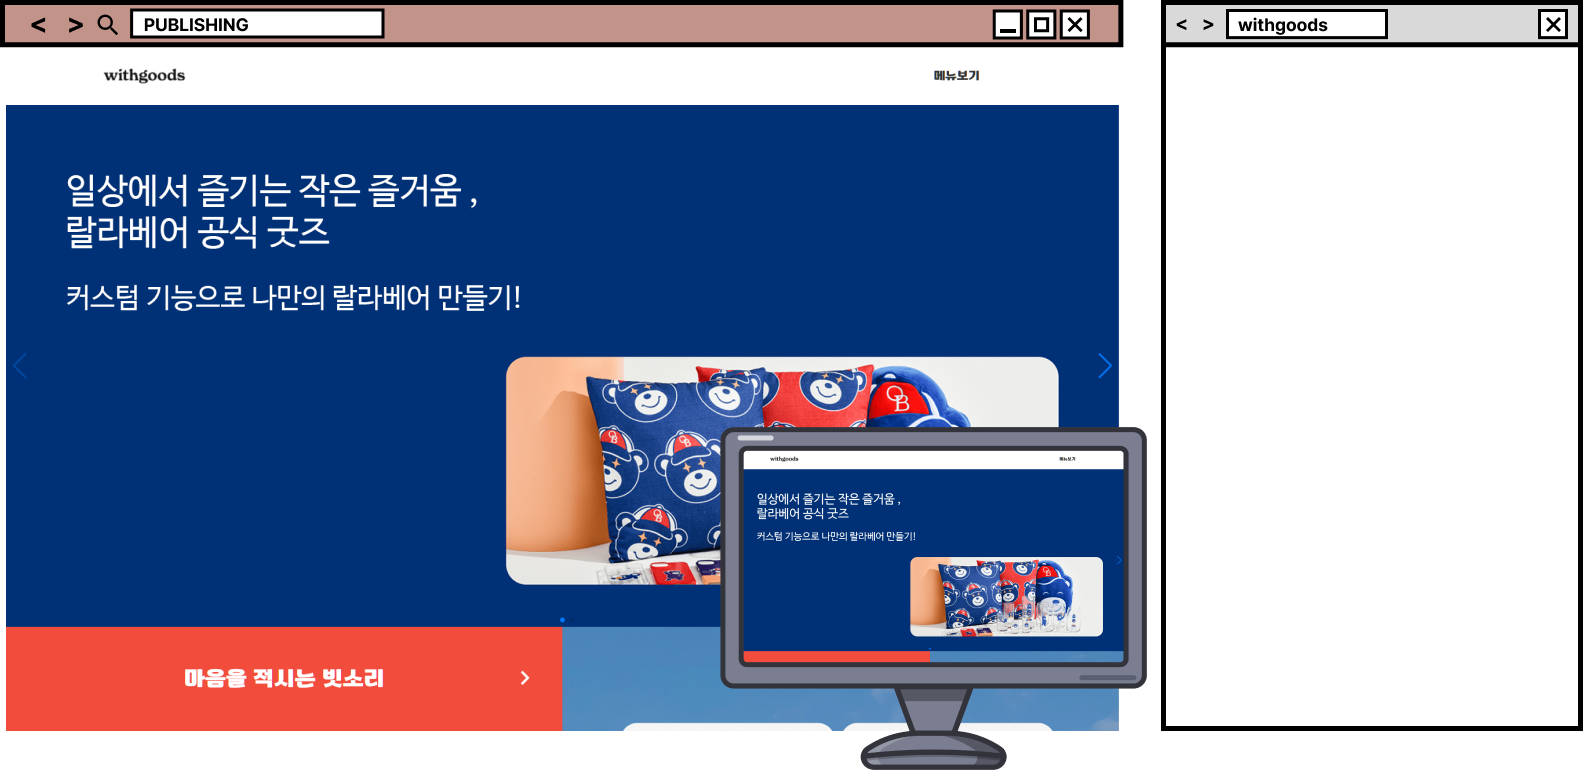 PUBLISHING
withgoods
메뉴보기
일상에서 즐기는 작은 즐거움 ,
랄라베어 공식 굿즈
커스텀 기능으로 나만의 랄라베어 만들기!
OB
OB
OB
마음을 적시는 빗소리
withgoods
메뉴보기
일상에서 즐기는 작은 즐거움 ,
랄라베어 공식 굿즈
커스텀 기능으로 나만의 랄라베어 만들기!
withgoods